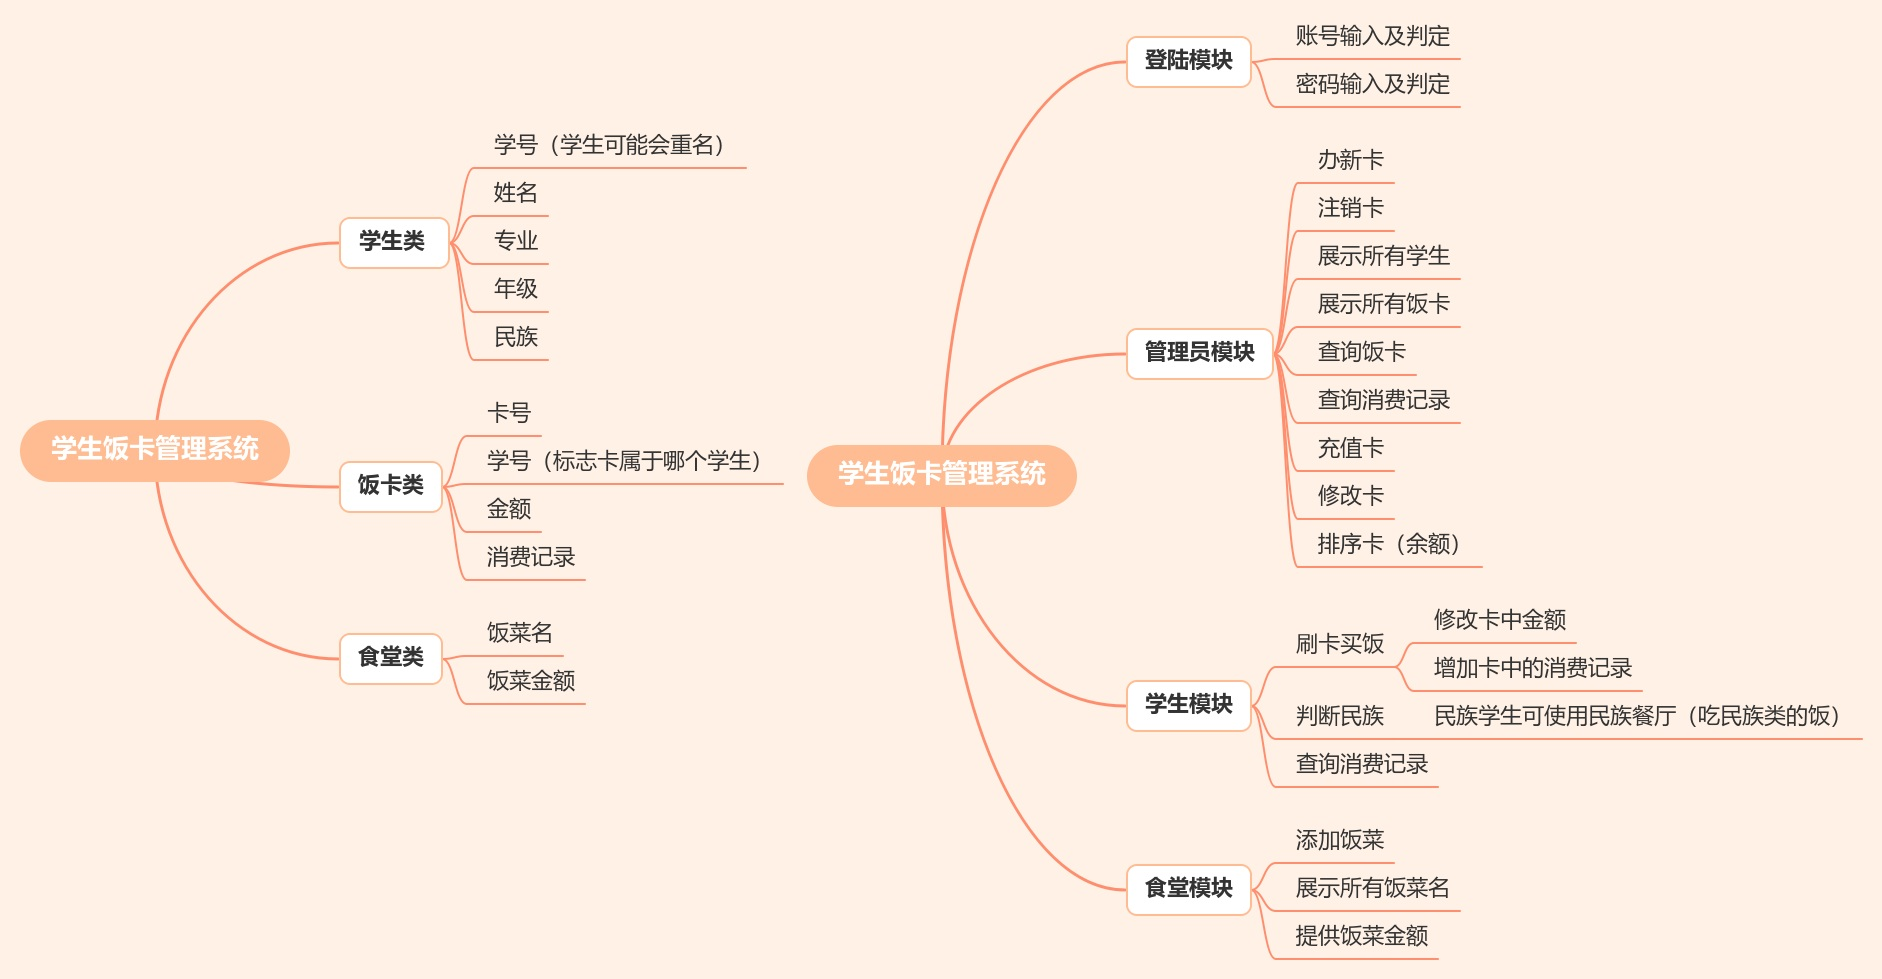 学生饭卡管理系统
学生类
学号（学生可能会重名）
姓名
专业
年级
民族
饭卡类
卡号
学号（标志卡属于哪个学生）
金额
消费记录
食堂类
饭菜名
饭菜金额
学生饭卡管理系统
登陆模块
账号输入及判定
密码输入及判定
管理员模块
办新卡
注销卡
展示所有学生
展示所有饭卡
查询饭卡
查询消费记录
充值卡
修改卡
排序卡（余额）
学生模块
刷卡买饭
修改卡中金额
增加卡中的消费记录
判断民族
民族学生可使用民族餐厅（吃民族类的饭）
查询消费记录
食堂模块
添加饭菜
展示所有饭菜名
提供饭菜金额